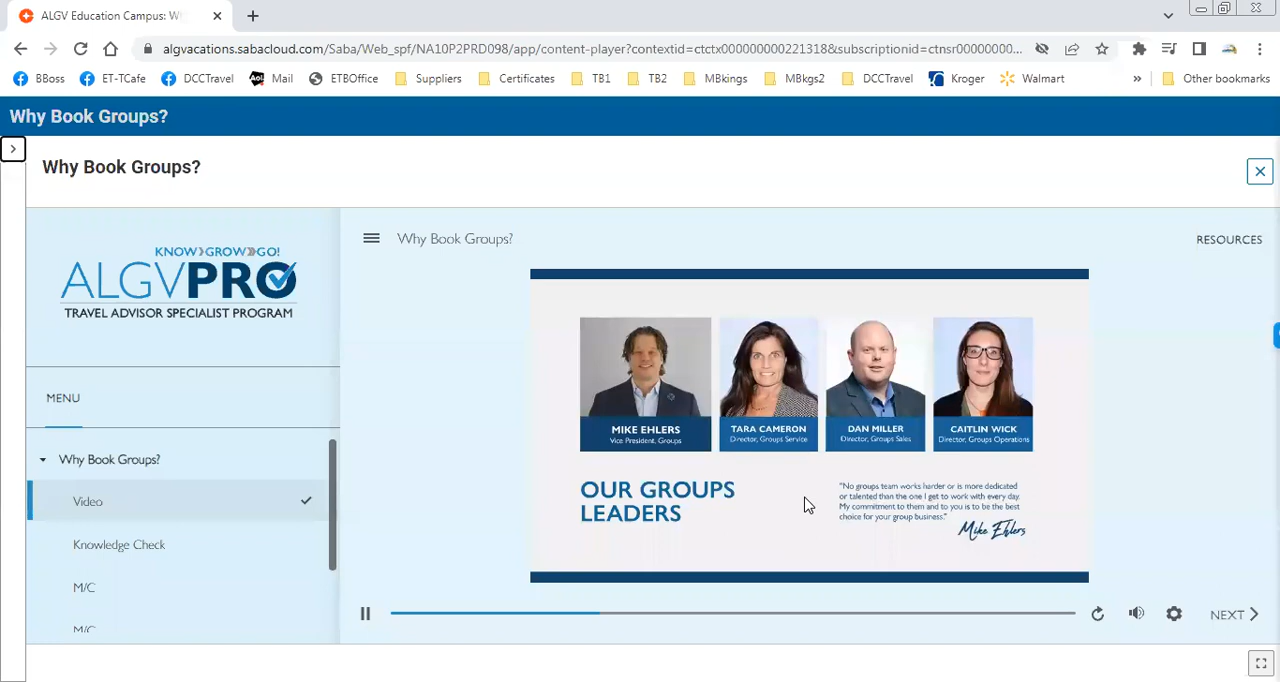 ALGV Education Campus: W
algvacations.sabacloud.com/Saba/Web_spf/NA10P2PRD098/app/content-player?contextid=ctctx000000000221318&subscriptionid=ctnsr00000000...
BBoss
ET-TCafe
DCCTravel
Aol.
Mail
ETBOffice
Suppliers
Certificates
TB1
TB2
MBkings
MBkgs2
DCCTravel
Kroger
Walmart
»
Other bookmarks
Why Book Groups?
Why Book Groups?
KNOW GROW GO!
ALGVPRO
TRAVEL ADVISOR SPECIALIST PROGRAM
MENU
Why Book Groups?
Video
Knowledge Check
M/C
M/C
Why Book Groups?
RESOURCES
MIKE EHLERS
Vice President, Groups
TARA CAMERON
Director, Groups Service
DAN MILLER
Director, Groups Sales
CAITLIN WICK
Director, Groups Operations
OUR GROUPS
LEADERS
"No groups team works harder or is more dedicated
or talented than the one I get to work with every day.
My commitment to them and to you is to be the best
choice for your group business."
Mike Ehlers
NEXT